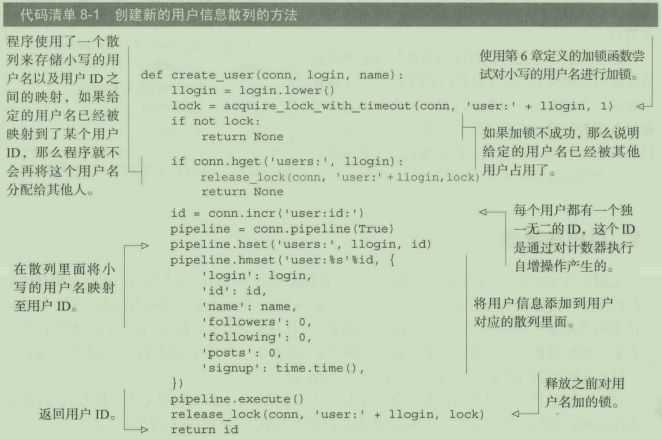 代码清单 8-1 创建新的用户信息散列的方法
程序使用了一个散
列来存储小写的用
户名以及用户 ID 之
间的映射，如果给
定的用户名已经被
映射到了某个用户
ID，那么程序就不
会再将这个用户名
分配给其他人。
使用第 6 章定义的加锁函数尝
试对小写的用户名进行加锁。
def create_user(conn, login, name):
    llogin = login.lower()
    lock = acquire_lock_with_timeout(conn, 'user:' + llogin, 1)
    if not lock:
        return None
如果加锁不成功，那么说明
给定的用户名已经被其他
用户占用了。
    if conn.hget('users:', llogin):
        release_lock(conn, 'user:'+llogin,lock)
        return None
    id = conn.incr('user:id:')
    pipeline = conn.pipeline(True)
    pipeline.hset('users:', llogin, id)
    pipeline.hmset('user:%s'%id, {
        'login': login,
        'id': id,
        'name': name,
        'followers': 0,
        'following': 0,
        'posts': 0,
        'signup': time.time(),
    })
    pipeline.execute()
    release_lock(conn, 'user:' + llogin, lock)
    return id
每个用户都有一个独
一无二的 ID，这个 ID
是通过对计数器执行
自增操作产生的。
在散列里面将小
写的用户名映射
至用户 ID。
将用户信息添加到用户
对应的散列里面。
释放之前对用
户名加的锁。
返回用户 ID。